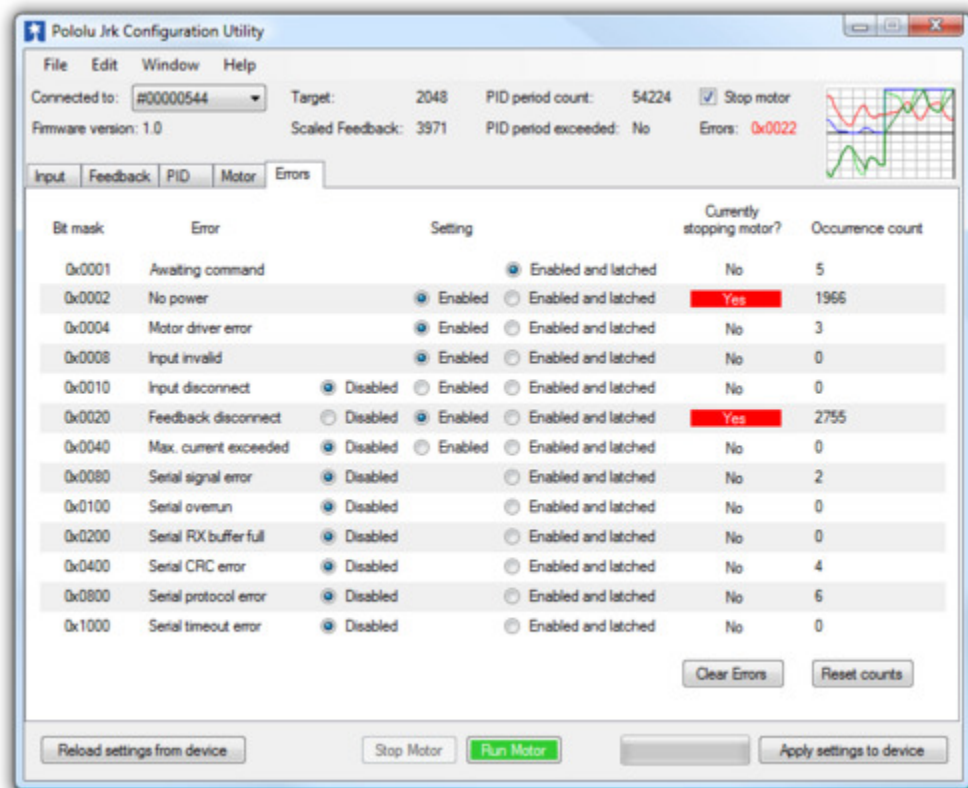 Pololu Jrk Configuration Utility
File Edit Window Help
Connected to: #00000544 Target: 2048 PID period count: 54224 Stop motor
Firmware version: 1.0 Scaled Feedback: 3971 PID period exceeded: No Errors: 0x0022
Input Feedback PID Motor Errors
Bit mask Error Setting Currently stopping motor? Occurrence count
0x0001 Awaiting command Enabled and latched No 5
0x0002 No power Enabled Enabled and latched Yes 1966
0x0004 Motor driver error Enabled Enabled and latched No 3
0x0008 Input invalid Enabled Enabled and latched No 0
0x0010 Input disconnect Disabled Enabled Enabled and latched No 0
0x0020 Feedback disconnect Disabled Enabled Enabled and latched Yes 2755
0x0040 Max. current exceeded Disabled Enabled Enabled and latched No 0
0x0080 Serial signal error Disabled Enabled and latched No 2
0x0100 Serial overrun Disabled Enabled and latched No 0
0x0200 Serial RX buffer full Disabled Enabled and latched No 0
0x0400 Serial CRC error Disabled Enabled and latched No 4
0x0800 Serial protocol error Disabled Enabled and latched No 6
0x1000 Serial timeout error Disabled Enabled and latched No 0
Clear Errors Reset counts
Reload settings from device Stop Motor Run Motor Apply settings to device